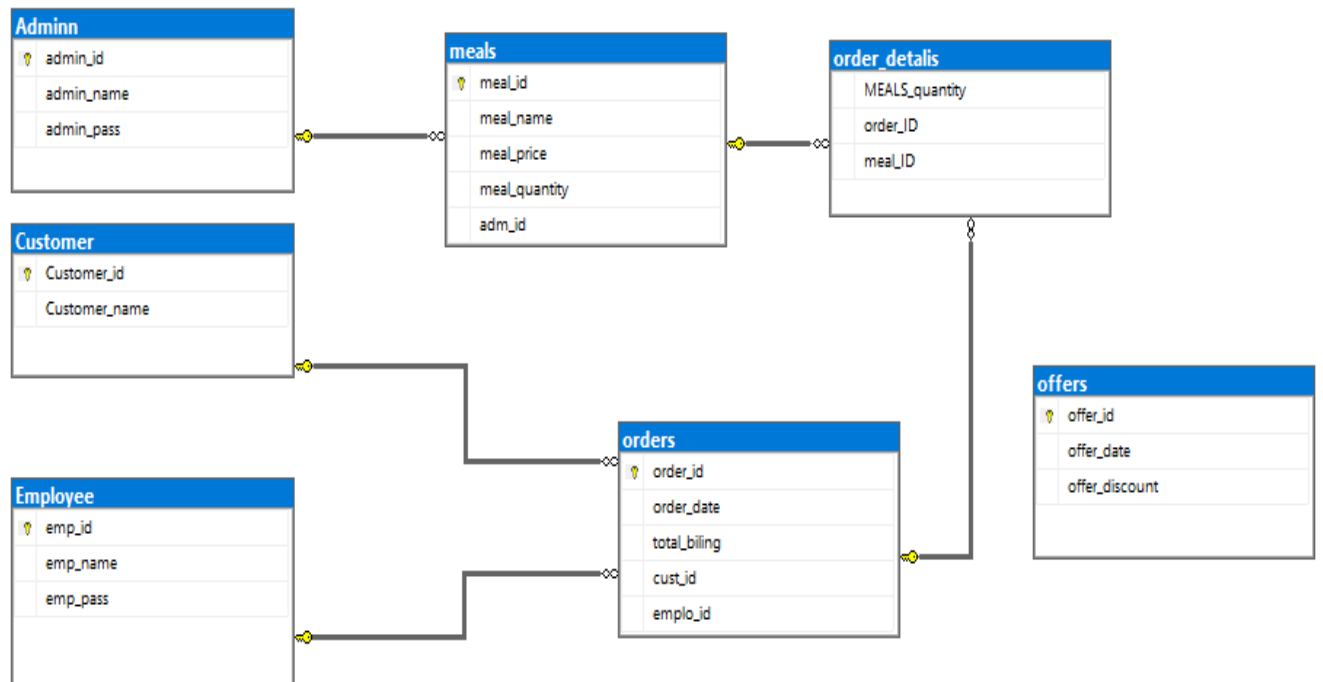 Adminn
admin_id
admin_name
admin_pass
meals
meal_id
meal_name
meal_price
meal_quantity
adm_id
order_detalis
MEALS_quantity
order_ID
meal_ID
Customer
Customer_id
Customer_name
offers
offer_id
offer_date
offer_discount
orders
order_id
order_date
total_biling
cust_id
emplo_id
Employee
emp_id
emp_name
emp_pass